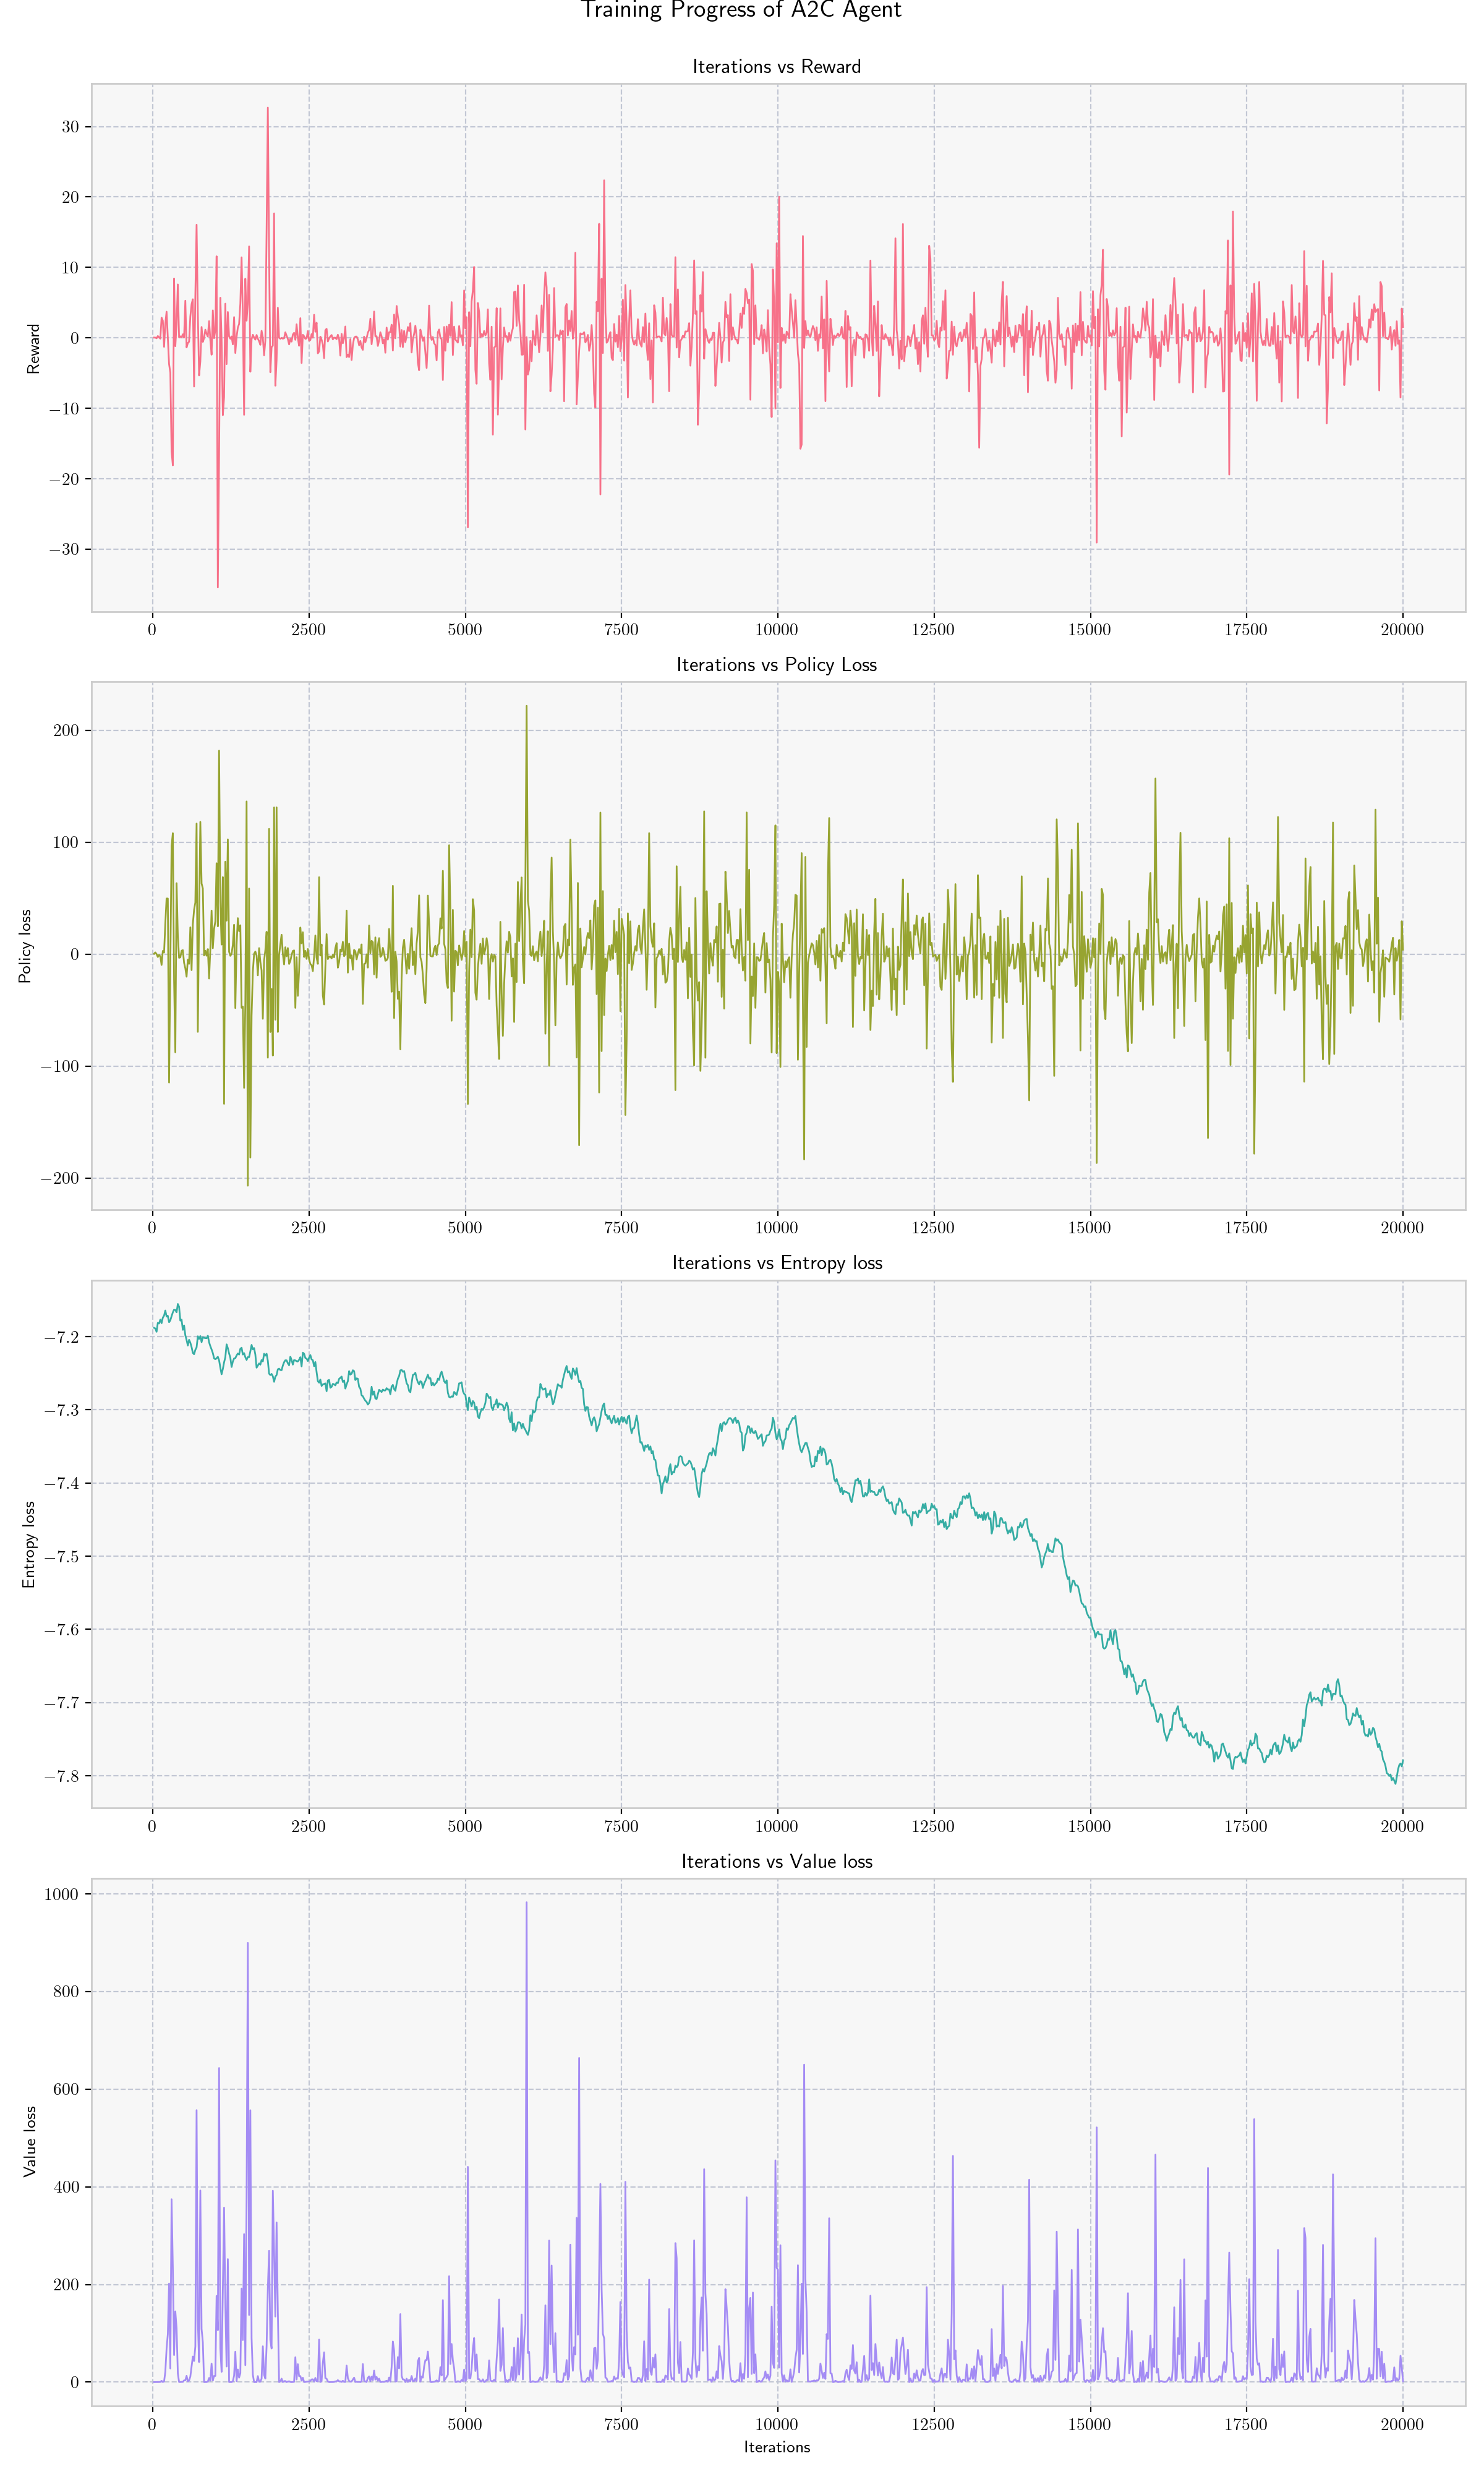 Training Progress of A2C Agent
Iterations vs Reward
Reward
30
20
10
0
−10
−20
−30
0 2500 5000 7500 10000 12500 15000 17500 20000
Iterations vs Policy Loss
Policy loss
200
100
0
−100
−200
0 2500 5000 7500 10000 12500 15000 17500 20000
Iterations vs Entropy loss
Entropy loss
−7.2
−7.3
−7.4
−7.5
−7.6
−7.7
−7.8
0 2500 5000 7500 10000 12500 15000 17500 20000
Iterations vs Value loss
Value loss
1000
800
600
400
200
0
0 2500 5000 7500 10000 12500 15000 17500 20000
Iterations